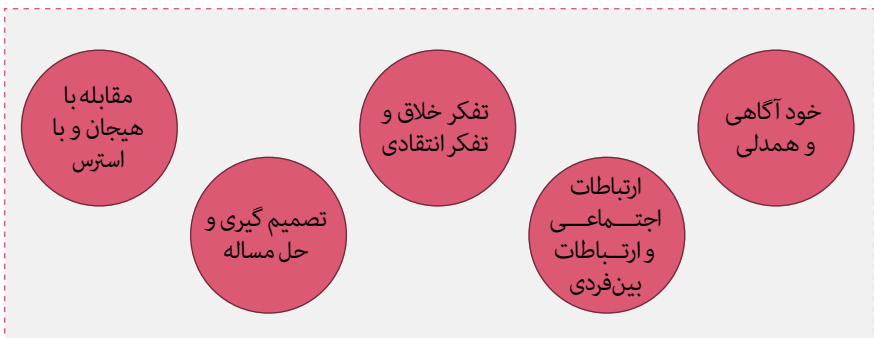 خود آگاهی
و همدلی
ارتباطات
اجتـــماعـــی
و ارتـــباطات
بین‌فردی
تفکر خلاق و
تفکر انتقادی
تصمیم گیری و
حل مساله
مقابله با
هیجان و با
استرس